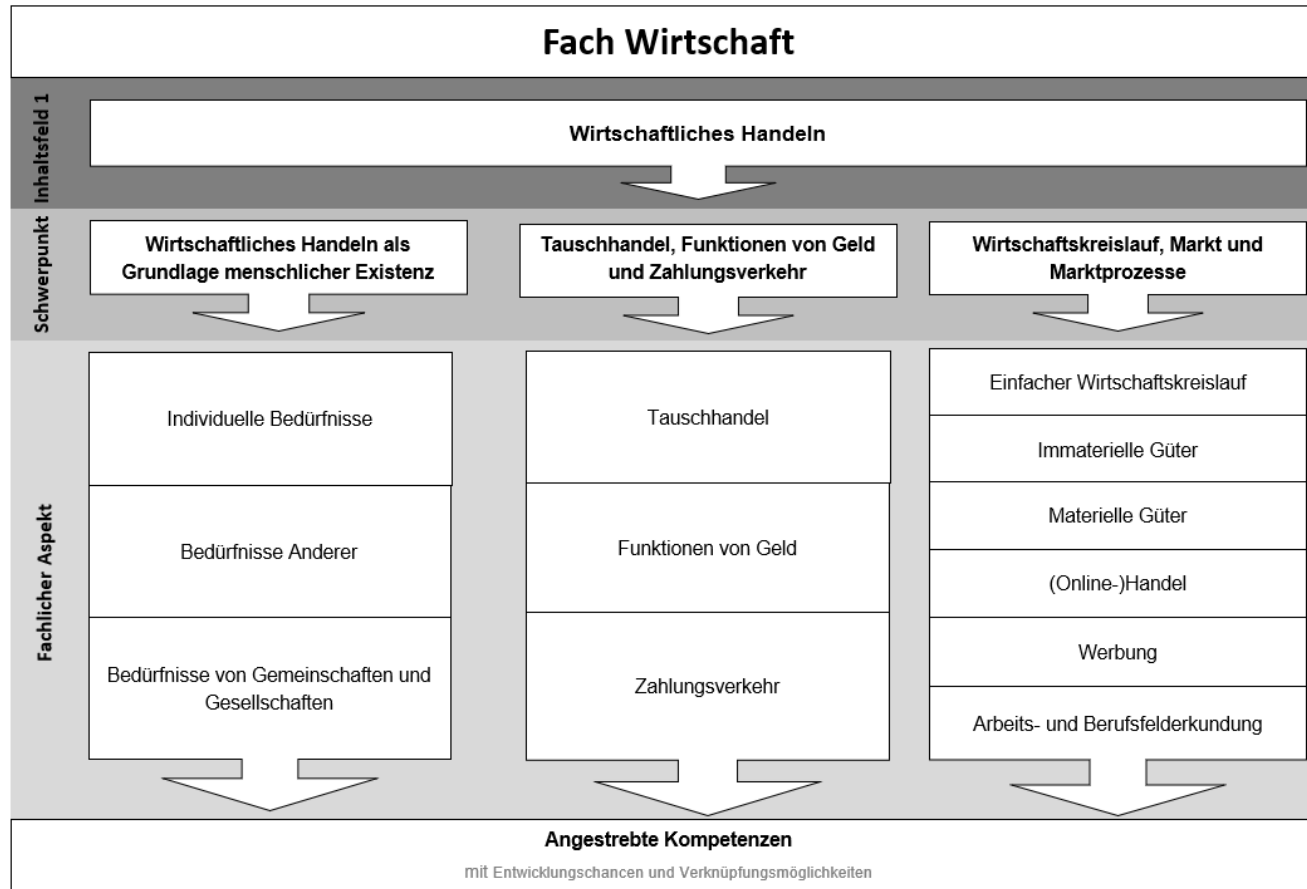 Fach Wirtschaft
Inhaltsfeld 1
Wirtschaftliches Handeln
Schwerpunkt
Wirtschaftliches Handeln als
Grundlage menschlicher Existenz
Tauschhandel, Funktionen von Geld
und Zahlungsverkehr
Wirtschaftskreislauf, Markt und
Marktprozesse
Fachlicher Aspekt
Individuelle Bedürfnisse
Bedürfnisse Anderer
Bedürfnisse von Gemeinschaften und
Gesellschaften
Tauschhandel
Funktionen von Geld
Zahlungsverkehr
Einfacher Wirtschaftskreislauf
Immaterielle Güter
Materielle Güter
(Online-)Handel
Werbung
Arbeits- und Berufsfelderkundung
Angestrebte Kompetenzen
mit Entwicklungschancen und Verknüpfungsmöglichkeiten